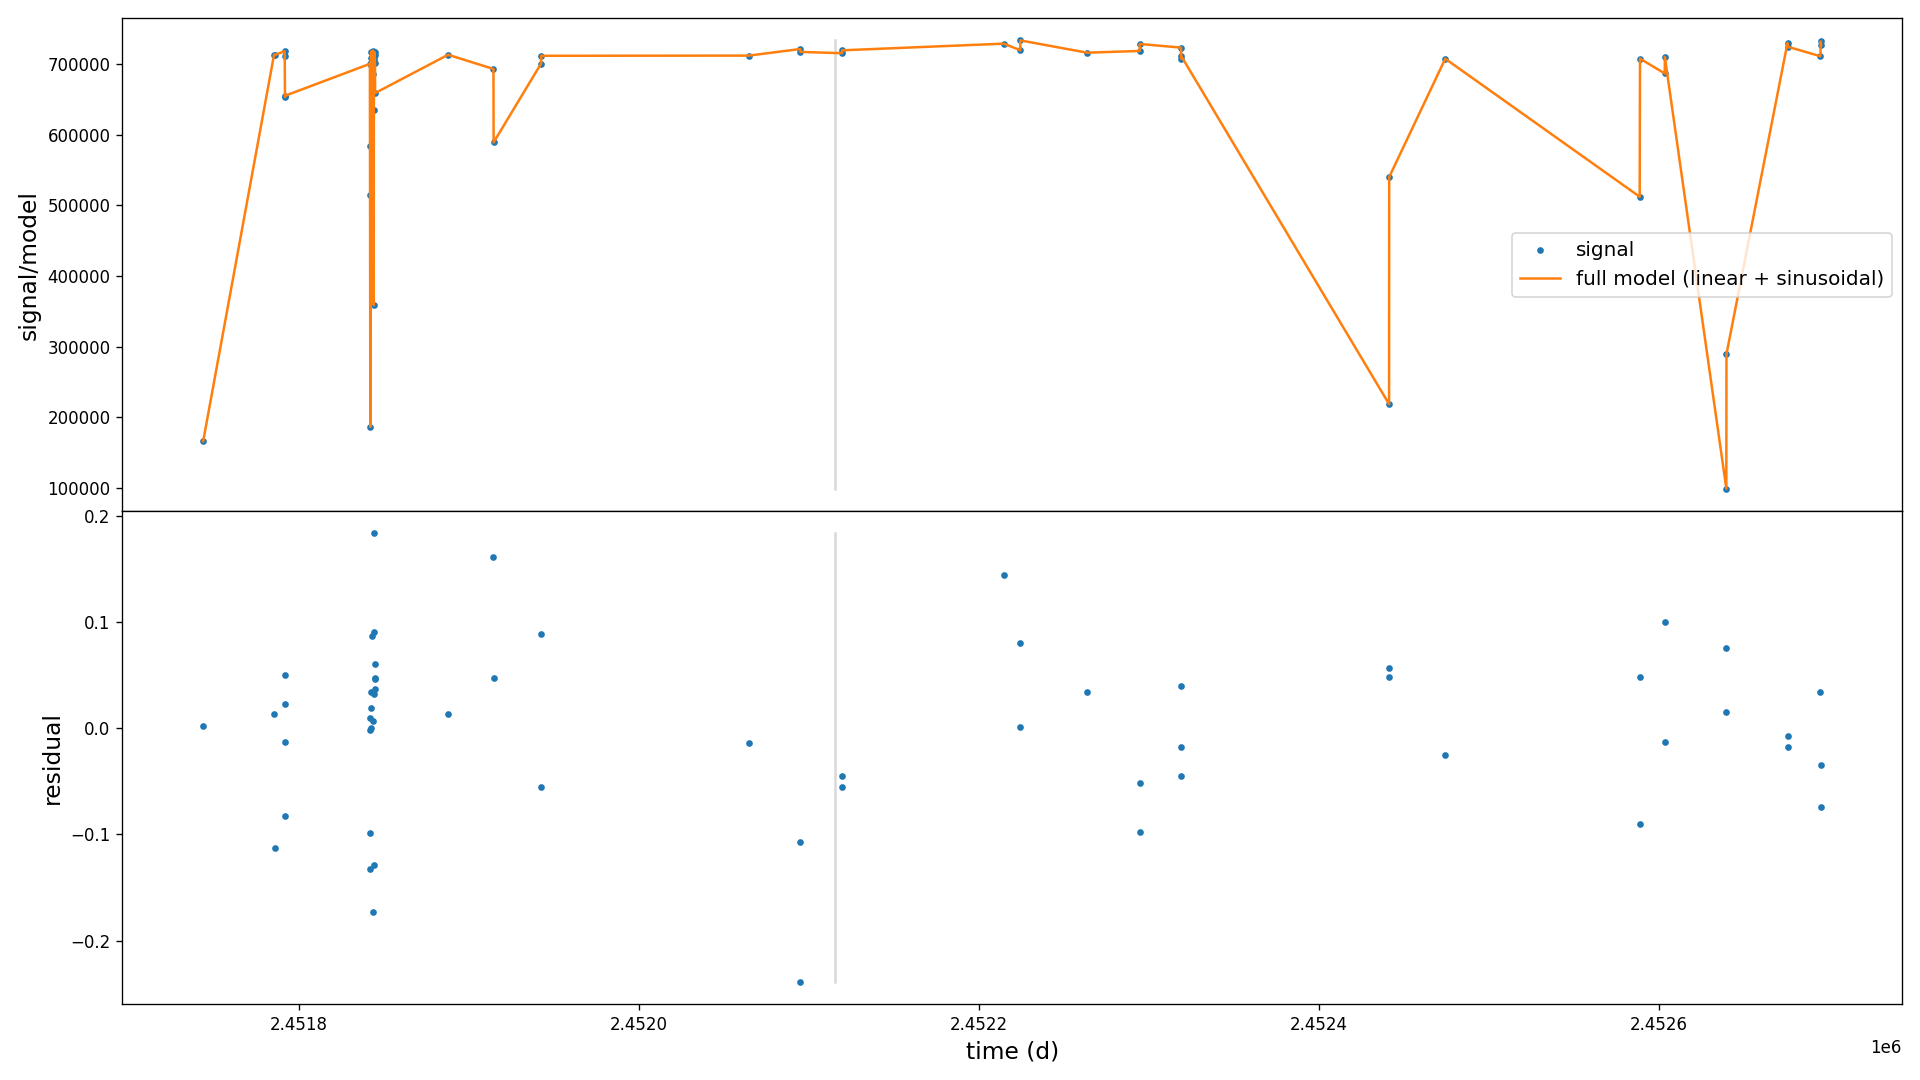 signal/model
700000
600000
500000
400000
300000
200000
100000
signal
full model (linear + sinusoidal)
residual
0.2
0.1
0.0
−0.1
−0.2
2.4518
2.4520
2.4522
2.4524
2.4526
time (d)
1e6